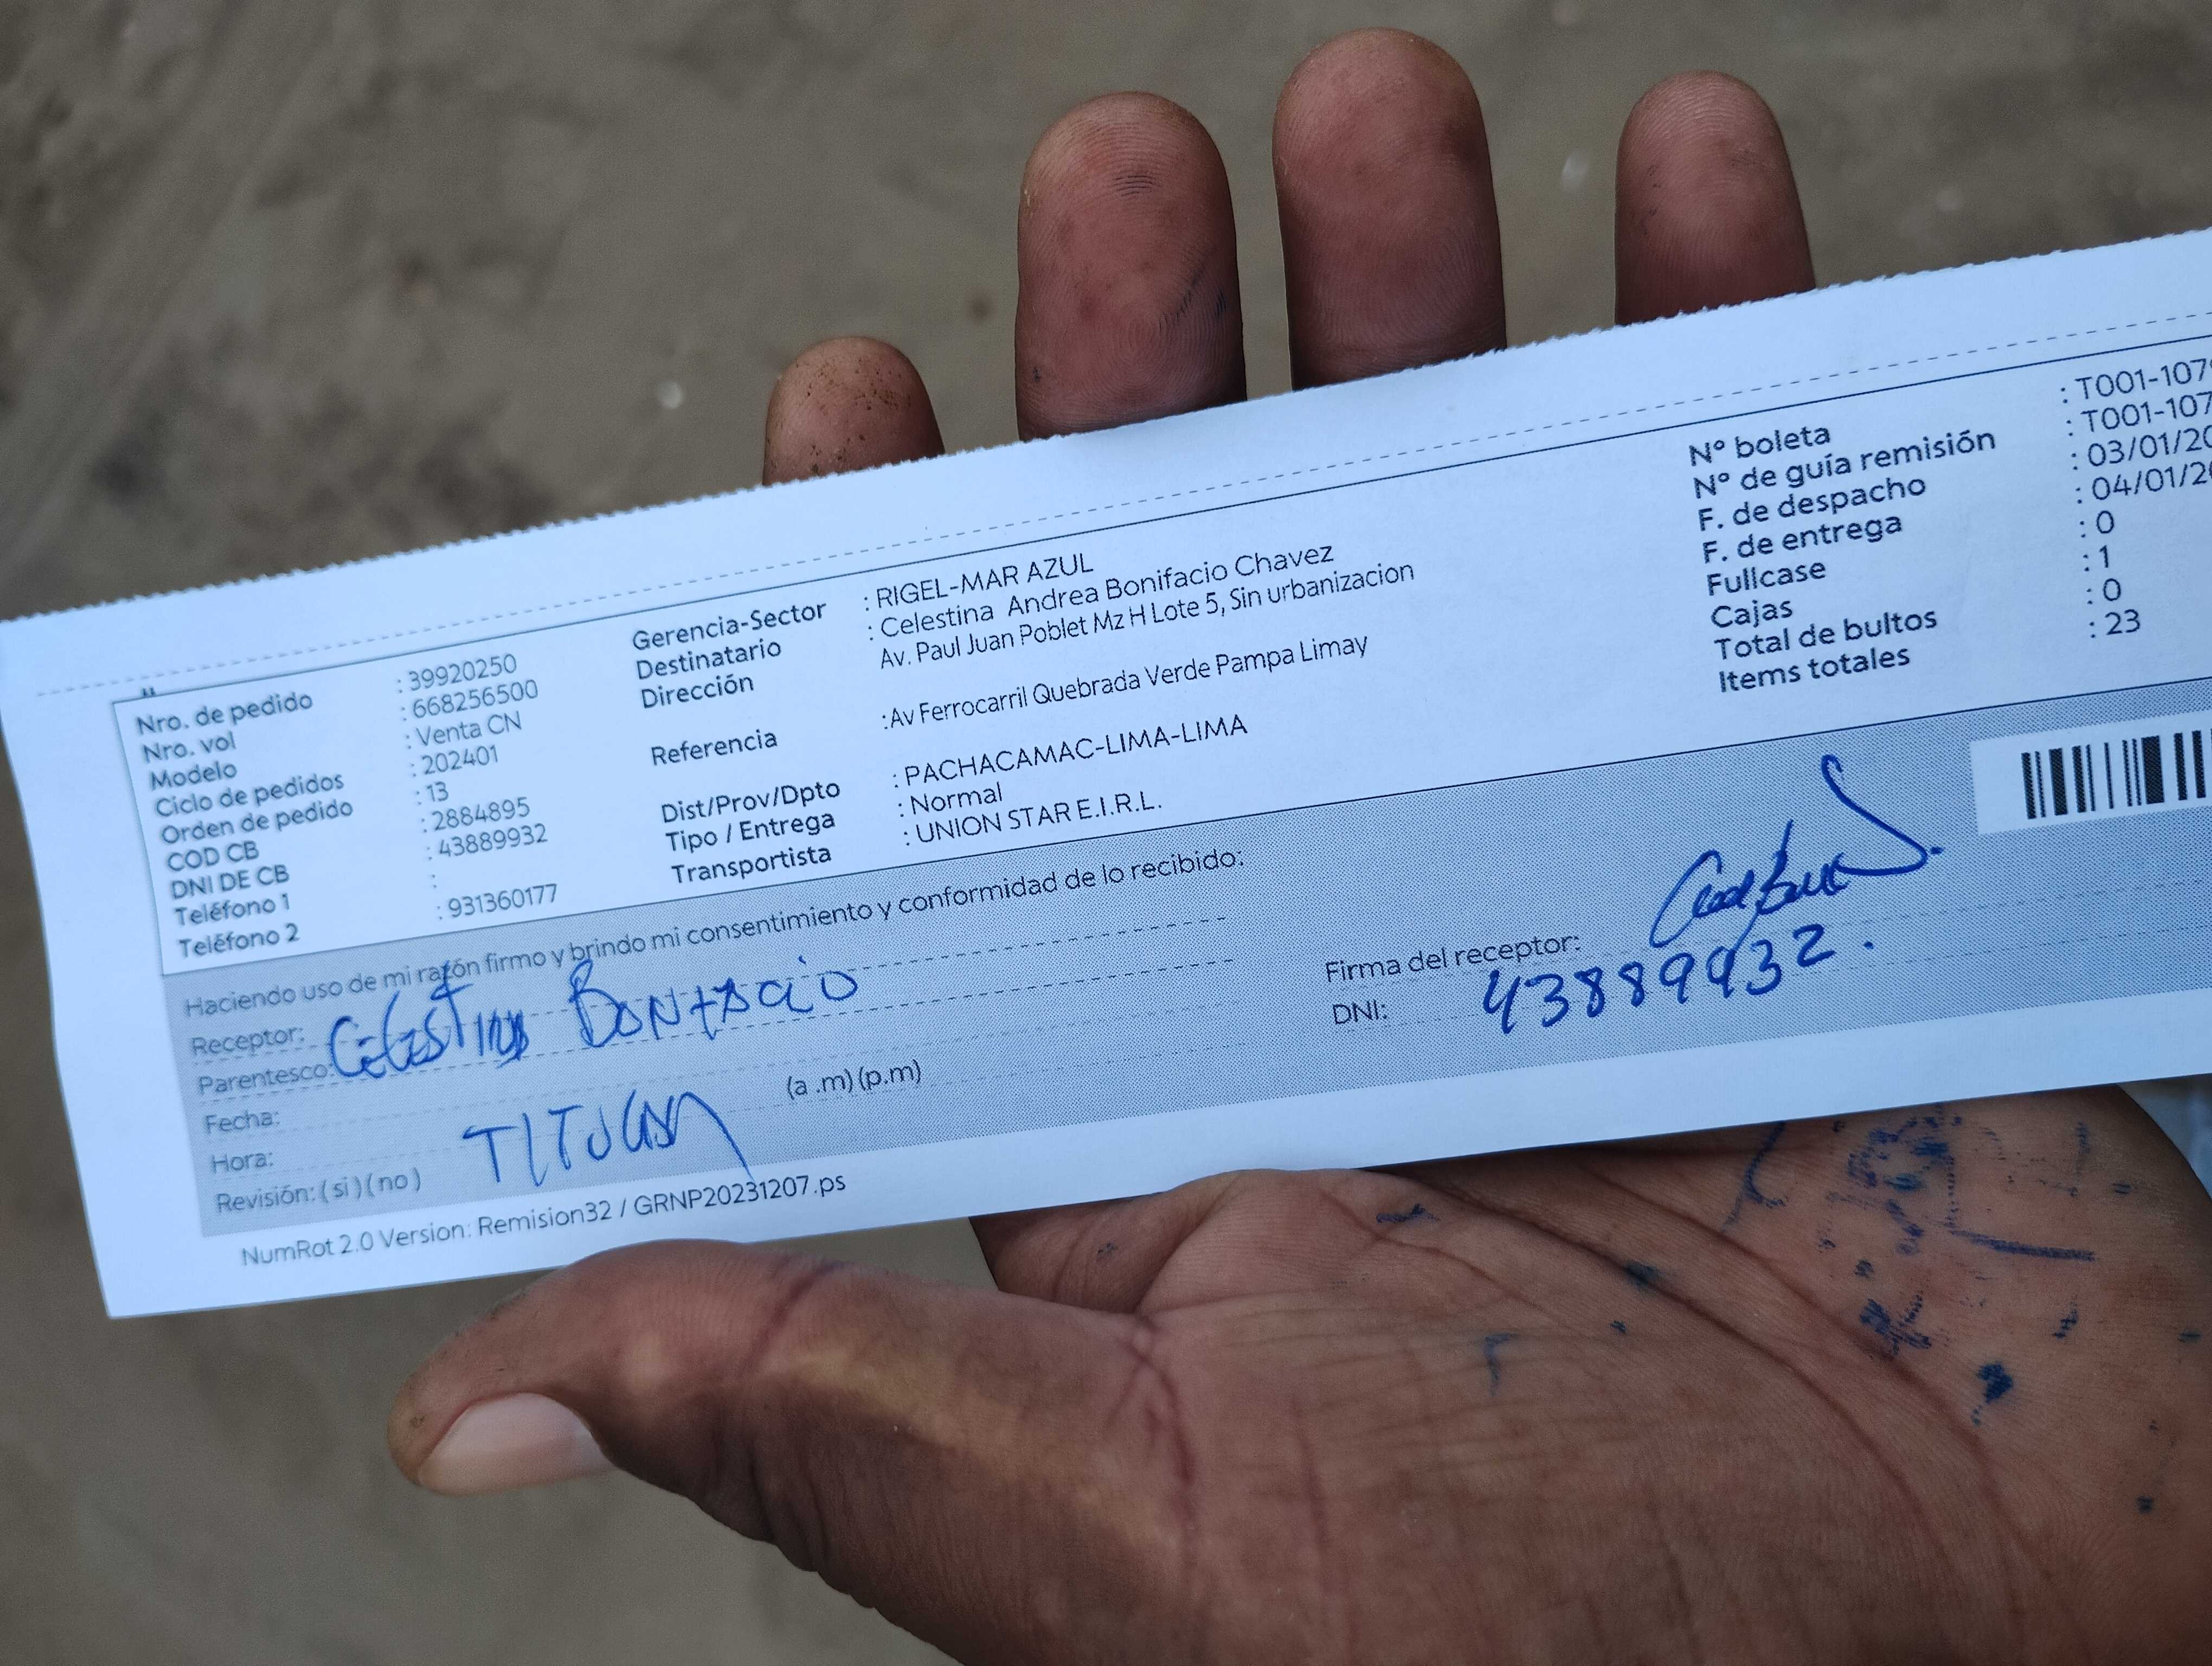 Nro. de pedido : 39920250
Nro. vol : 668256500
Modelo : Venta CN
Ciclo de pedidos : 202401
Orden de pedido : 13
COD CB : 2884895
DNI DE CB : 43889932
Teléfono 1 :
Teléfono 2 : 931360177
Gerencia-Sector : RIGEL-MAR AZUL
Destinatario : Celestina Andrea Bonifacio Chavez
Dirección Av. Paul Juan Poblet Mz H Lote 5, Sin urbanizacion
Referencia :Av Ferrocarril Quebrada Verde Pampa Limay
Dist/Prov/Dpto : PACHACAMAC-LIMA-LIMA
Tipo / Entrega : Normal
Transportista : UNION STAR E.I.R.L.
N° boleta : T001-107
N° de guía remisión : T001-107
F. de despacho : 03/01/20
F. de entrega : 04/01/2
Fullcase : 0
Cajas : 1
Total de bultos : 0
Items totales : 23
Haciendo uso de mi razón firmo y brindo mi consentimiento y conformidad de lo recibido:
Receptor: Celestina Bonifacio
Parentesco:
Fecha:
Hora: (a .m) (p.m)
Revisión: ( si ) ( no )
Firma del receptor:
DNI: 43889932.
NumRot 2.0 Version: Remision32 / GRNP20231207.ps